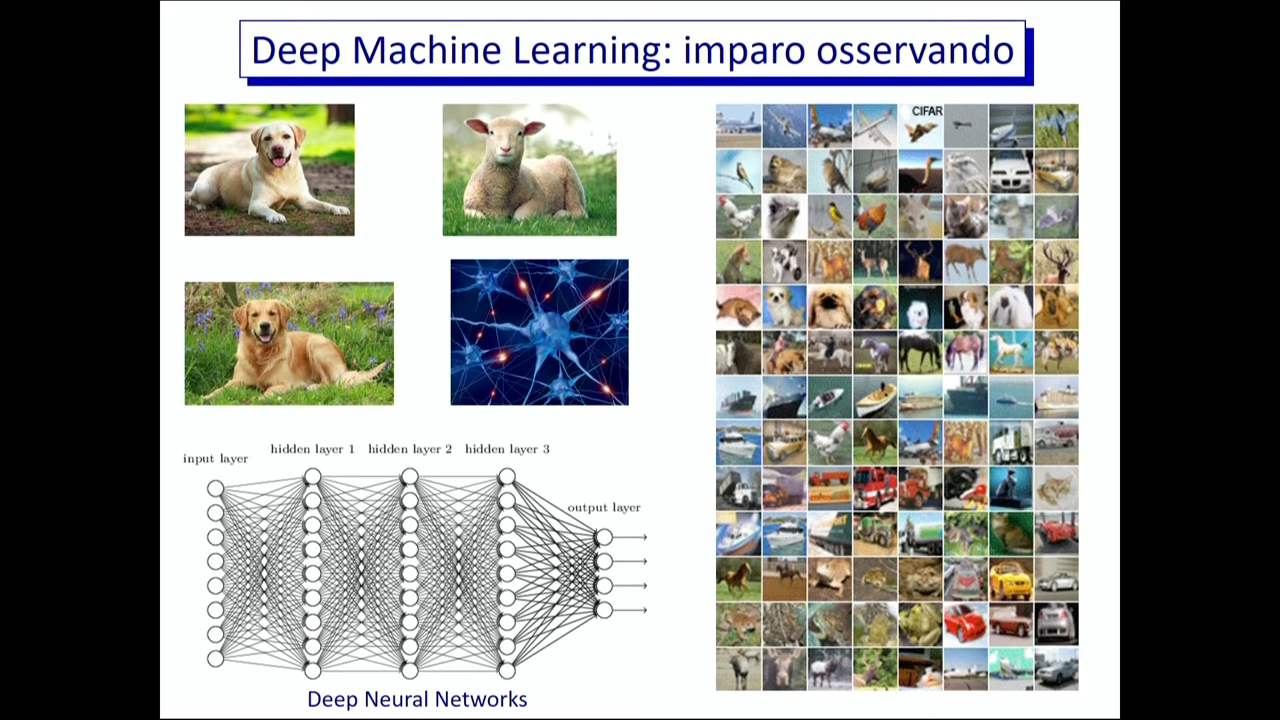 Deep Machine Learning: imparo osservando
CIFAR
input layer
hidden layer 1
hidden layer 2
hidden layer 3
output layer
Deep Neural Networks